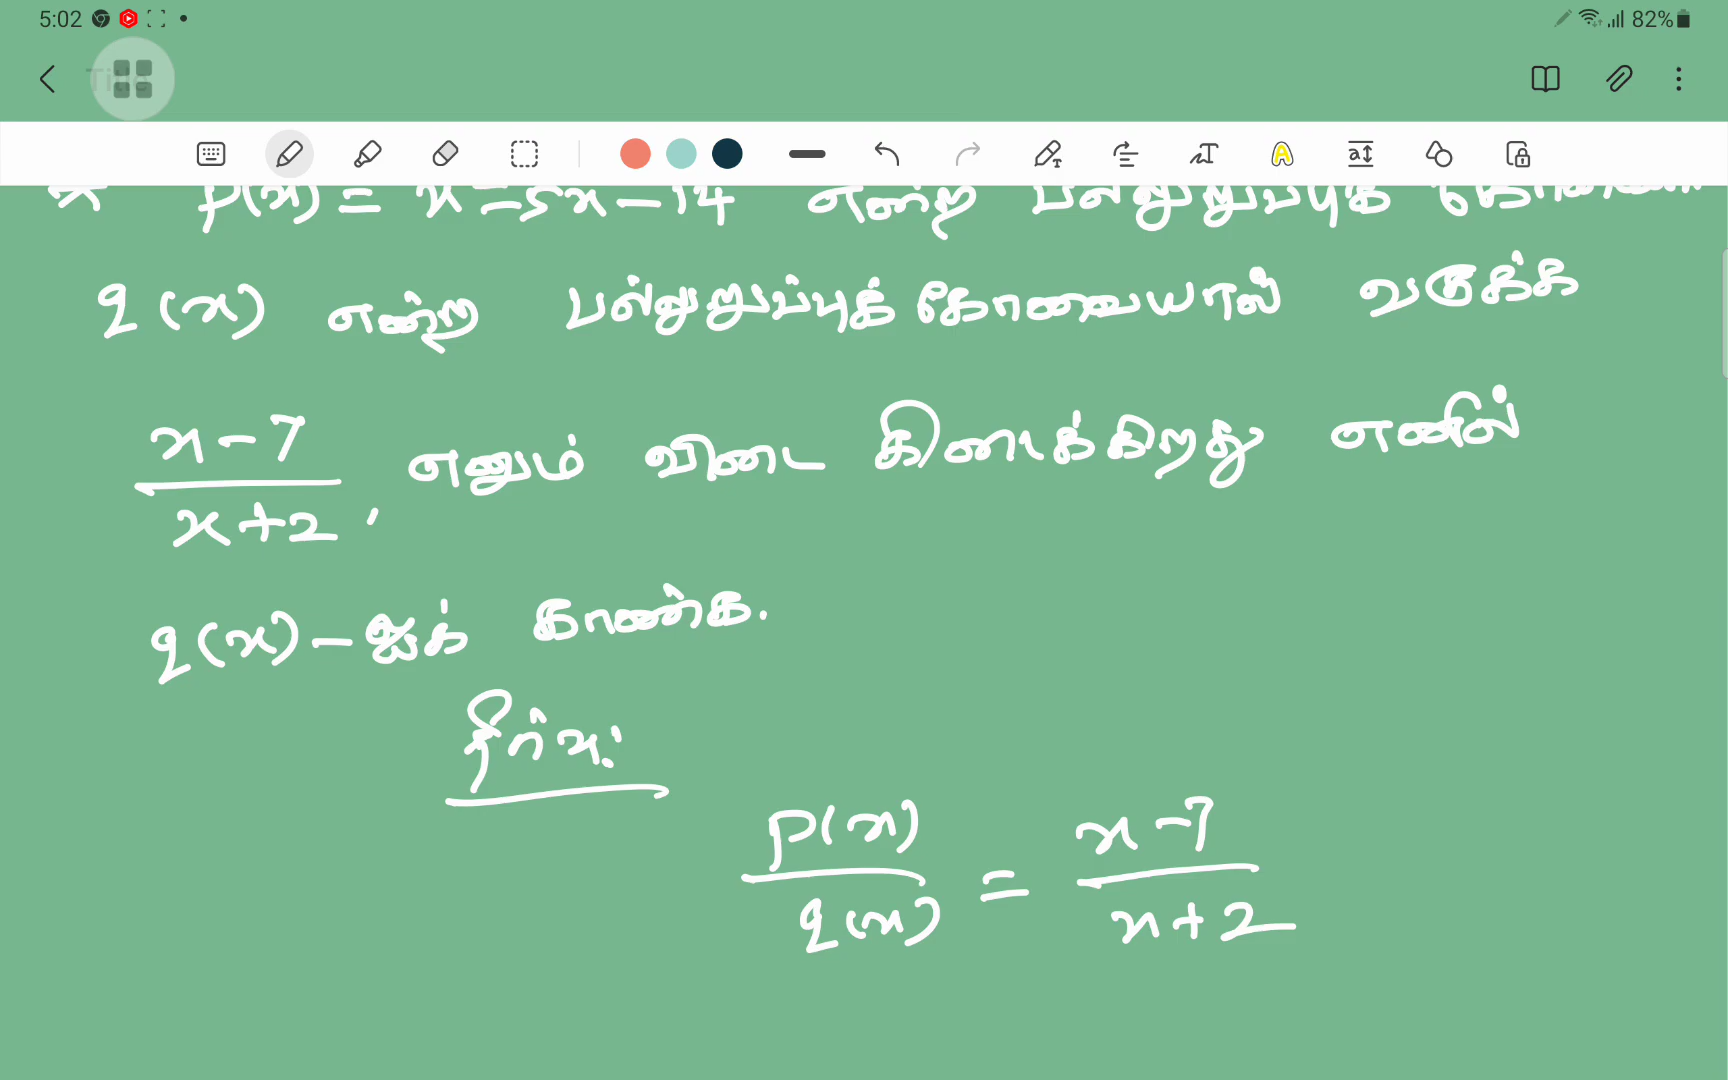 5:02
82%
Title
* p(x) = x²-5x-14 என்ற பல்லுறுப்புக்
q(x) என்ற பல்லுறுப்புக் கோவையால் வகுக்க
x-7
x+2 , எனும் விடை கிடைக்கிறது எனில்
q(x)-ஐக் காண்க.
தீர்வு:
p(x)
q(x)
=
x-7
x+2